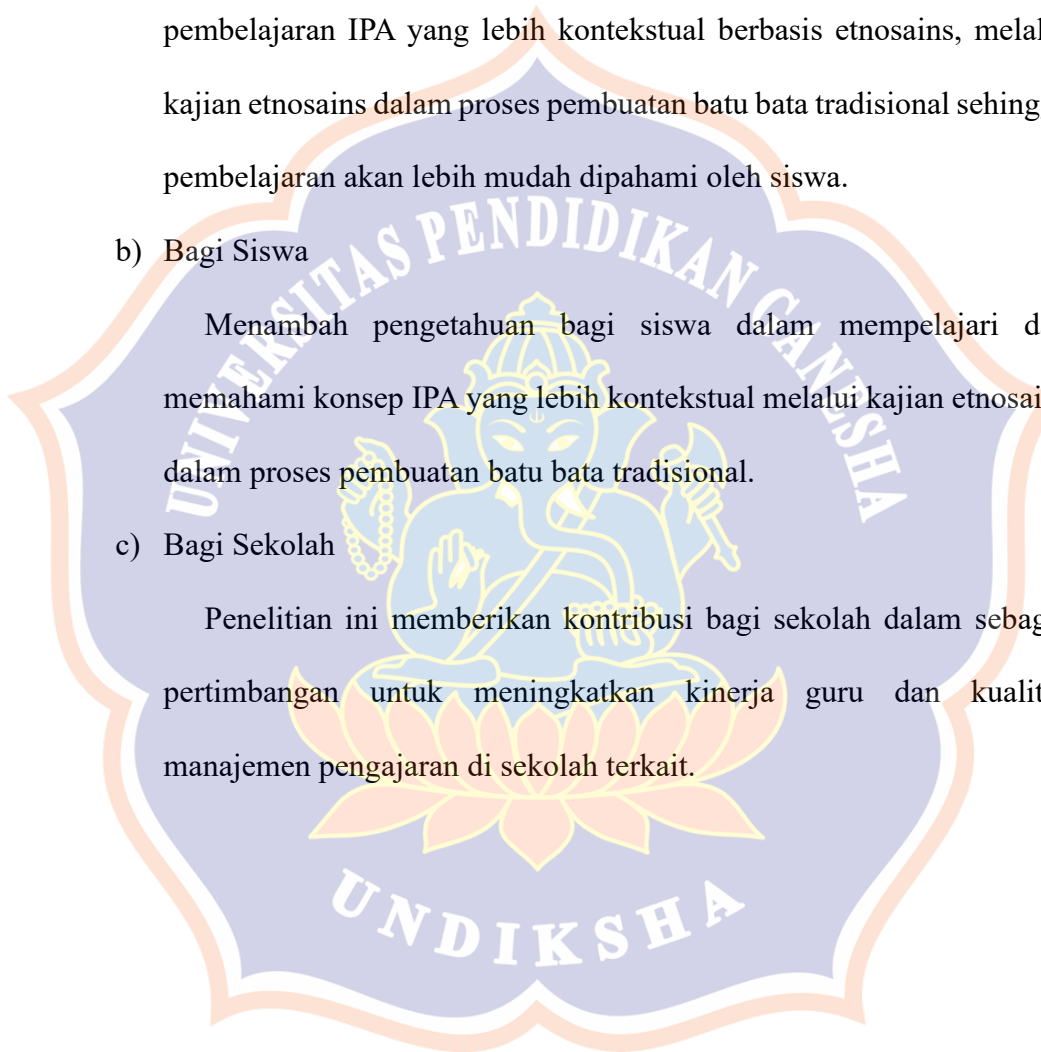 pembelajaran IPA yang lebih kontekstual berbasis etnosains, melal
kajian etnosains dalam proses pembuatan batu bata tradisional sehing
pembelajaran akan lebih mudah dipahami oleh siswa.
UNIVERSITAS PENDIDIKAN GANESHA
b) Bagi Siswa
Menambah pengetahuan bagi siswa dalam mempelajari da
memahami konsep IPA yang lebih kontekstual melalui kajian etnosai
dalam proses pembuatan batu bata tradisional.
c) Bagi Sekolah
Penelitian ini memberikan kontribusi bagi sekolah dalam sebag
pertimbangan untuk meningkatkan kinerja guru dan kualit
manajemen pengajaran di sekolah terkait.
UNDIKSHA